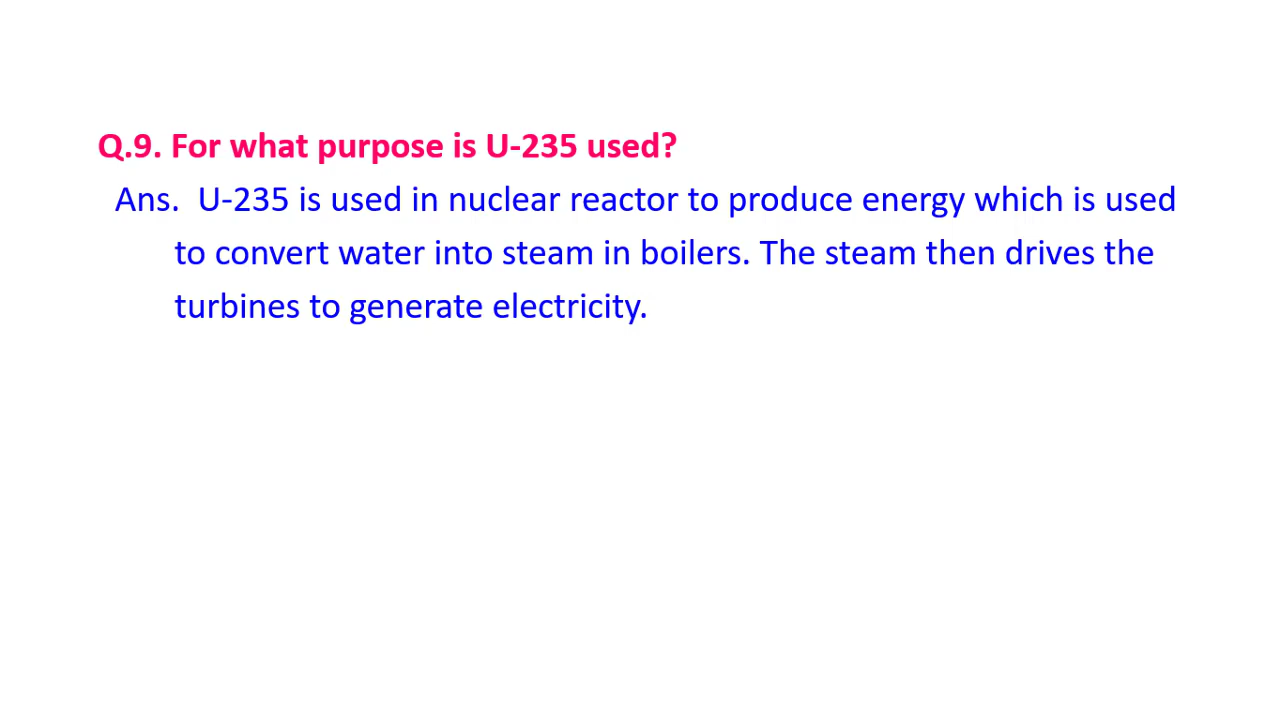 Q.9. For what purpose is U-235 used?
Ans. U-235 is used in nuclear reactor to produce energy which is used
to convert water into steam in boilers. The steam then drives the
turbines to generate electricity.